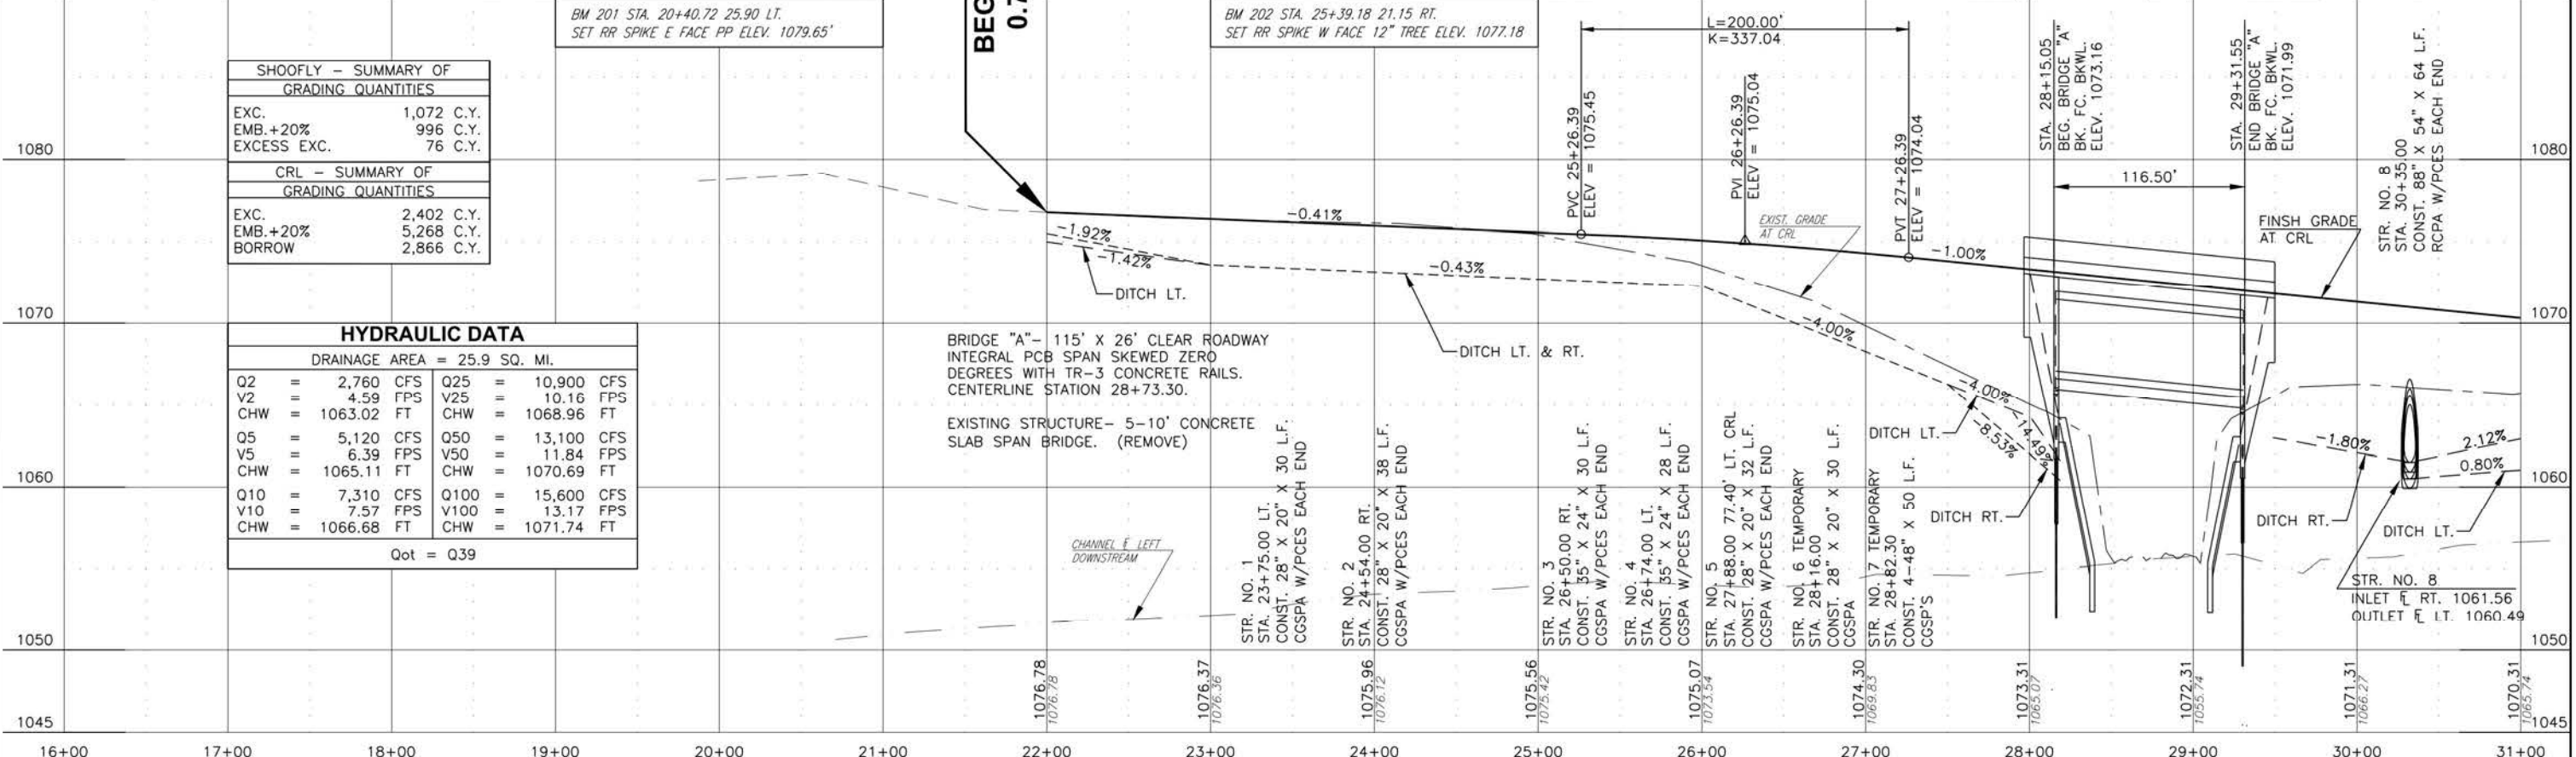 BM 201 STA. 20+40.72 25.90 LT.
SET RR SPIKE E FACE PP ELEV. 1079.65'
BEG
0.7
BM 202 STA. 25+39.18 21.15 RT.
SET RR SPIKE W FACE 12" TREE ELEV. 1077.18
L=200.00'
K=337.04
SHOOFLY - SUMMARY OF
GRADING QUANTITIES
EXC. 1,072 C.Y.
EMB.+20% 996 C.Y.
EXCESS EXC. 76 C.Y.
CRL - SUMMARY OF
GRADING QUANTITIES
EXC. 2,402 C.Y.
EMB.+20% 5,268 C.Y.
BORROW 2,866 C.Y.
HYDRAULIC DATA
DRAINAGE AREA = 25.9 SQ. MI.
Q2 = 2,760 CFS Q25 = 10,900 CFS
V2 = 4.59 FPS V25 = 10.16 FPS
CHW = 1063.02 FT CHW = 1068.96 FT
Q5 = 5,120 CFS Q50 = 13,100 CFS
V5 = 6.39 FPS V50 = 11.84 FPS
CHW = 1065.11 FT CHW = 1070.69 FT
Q10 = 7,310 CFS Q100 = 15,600 CFS
V10 = 7.57 FPS V100 = 13.17 FPS
CHW = 1066.68 FT CHW = 1071.74 FT
Qot = Q39
1080
1070
1060
1050
1045
-1.92%
-1.42%
DITCH LT.
-0.41%
-0.43%
DITCH LT. & RT.
BRIDGE "A"- 115' X 26' CLEAR ROADWAY
INTEGRAL PCB SPAN SKEWED ZERO
DEGREES WITH TR-3 CONCRETE RAILS.
CENTERLINE STATION 28+73.30.
EXISTING STRUCTURE- 5-10' CONCRETE
SLAB SPAN BRIDGE. (REMOVE)
CHANNEL ℄ LEFT
DOWNSTREAM
PVC 25+26.39
ELEV = 1075.45
PVI 26+26.39
ELEV = 1075.04
PVT 27+26.39
ELEV = 1074.04
EXIST. GRADE
AT CRL
-1.00%
-4.00%
-4.00%
-14.49%
-8.53%
DITCH LT.
DITCH RT.
STA. 28+15.05
BEG. BRIDGE "A"
BK. FC. BKWL.
ELEV. 1073.16
STA. 29+31.55
END BRIDGE "A"
BK. FC. BKWL.
ELEV. 1071.99
116.50'
FINSH GRADE
AT CRL
STR. NO. 8
STA. 30+35.00
CONST. 88" X 54" X 64 L.F.
RCPA W/PCES EACH END
-1.80%
2.12%
0.80%
DITCH RT.
DITCH LT.
STR. NO. 8
INLET FL RT. 1061.56
OUTLET FL LT. 1060.49
STR. NO. 1
STA. 23+75.00 LT.
CONST. 28" X 20" X 30 L.F.
CGSPA W/PCES EACH END
STR. NO. 2
STA. 24+54.00 RT.
CONST. 28" X 20" X 38 L.F.
CGSPA W/PCES EACH END
STR. NO. 3
STA. 26+50.00 RT.
CONST. 35" X 24" X 30 L.F.
CGSPA W/PCES EACH END
STR. NO. 4
STA. 26+74.00 LT.
CONST. 35" X 24" X 28 L.F.
CGSPA W/PCES EACH END
STR. NO. 5
STA. 27+88.00 77.40' LT. CRL
CONST. 28" X 20" X 32 L.F.
CGSPA W/PCES EACH END
STR. NO. 6 TEMPORARY
STA. 28+16.00
CONST. 28" X 20" X 30 L.F.
CGSPA
STR. NO. 7 TEMPORARY
STA. 28+82.30
CONST. 4-48" X 50 L.F.
CGSP'S
1080
1070
1060
1050
1045
1076.78
1076.78
1076.37
1076.36
1075.96
1076.12
1075.56
1075.42
1075.07
1073.54
1074.30
1069.83
1073.31
1065.07
1072.31
1055.74
1071.31
1066.27
1070.31
1065.74
16+00 17+00 18+00 19+00 20+00 21+00 22+00 23+00 24+00 25+00 26+00 27+00 28+00 29+00 30+00 31+00